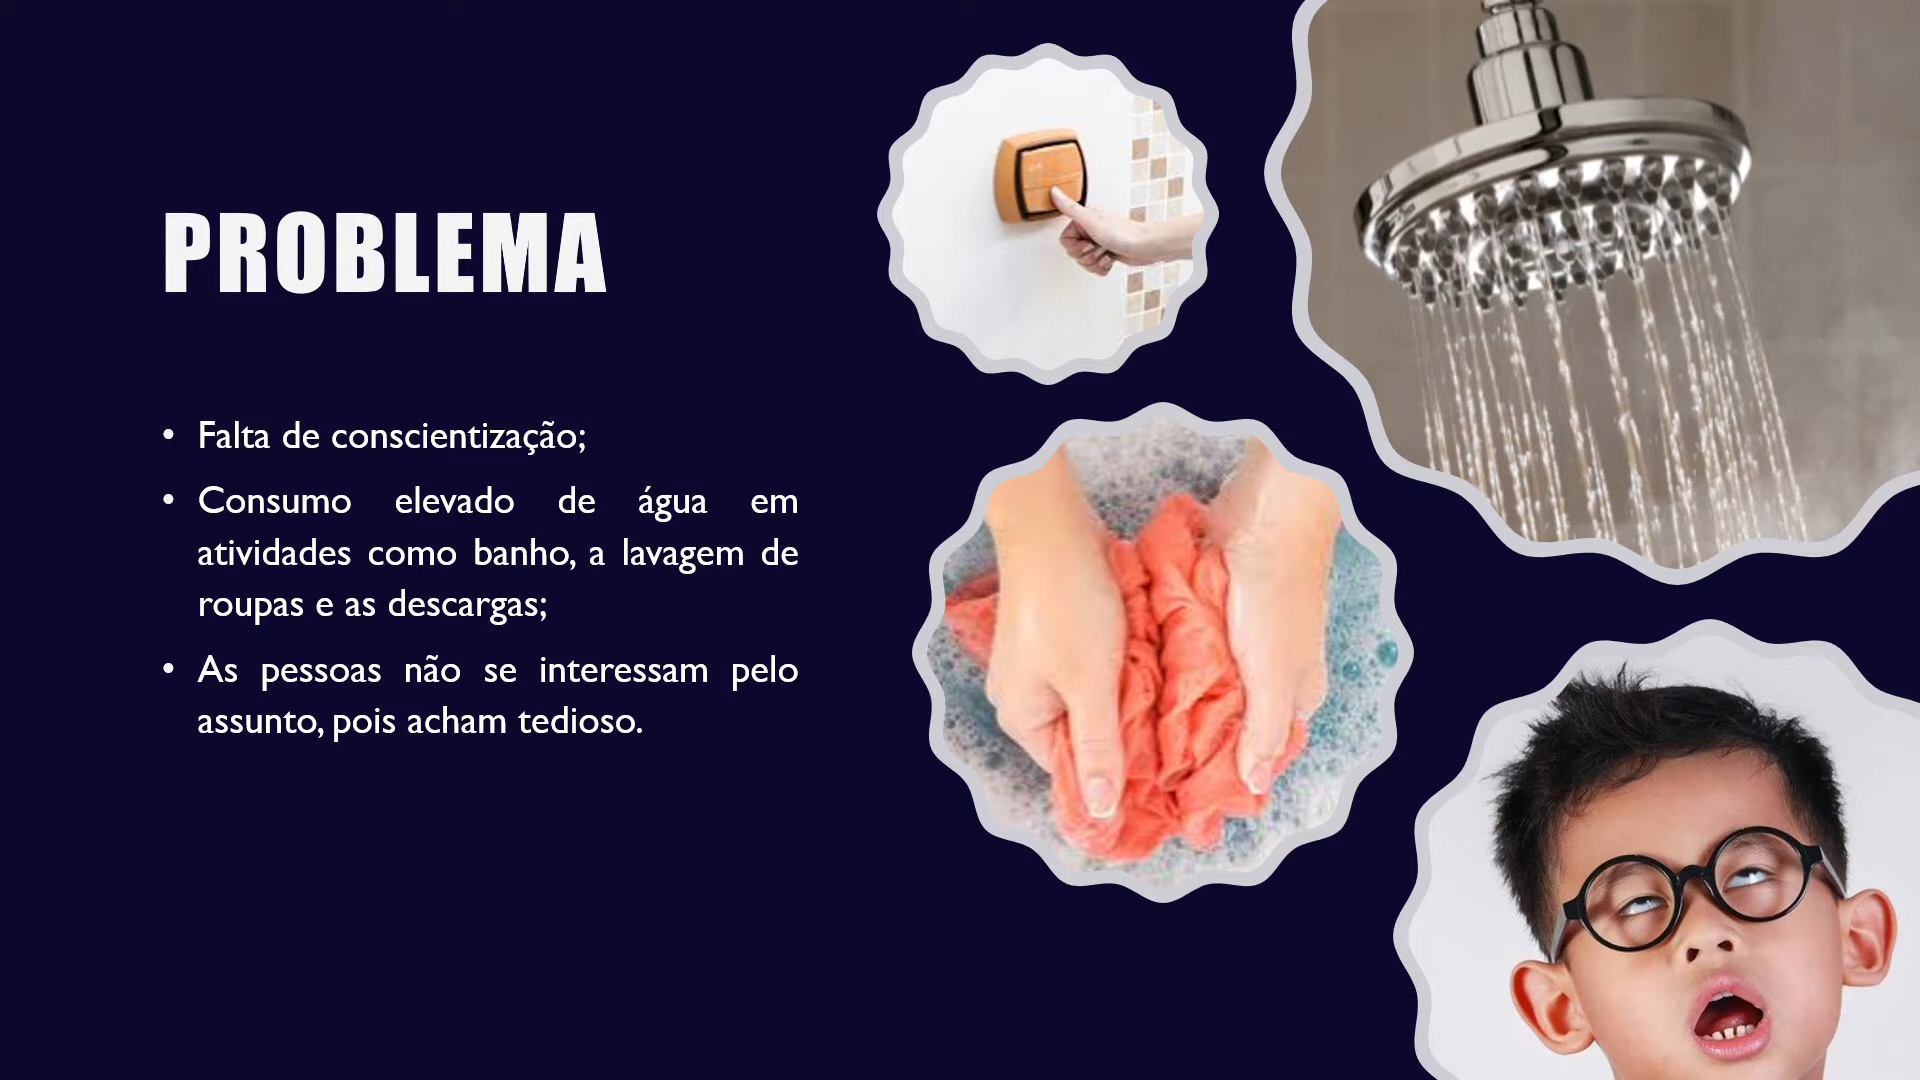 PROBLEMA
• Falta de conscientização;
• Consumo elevado de água em
atividades como banho, a lavagem de
roupas e as descargas;
• As pessoas não se interessam pelo
assunto, pois acham tedioso.